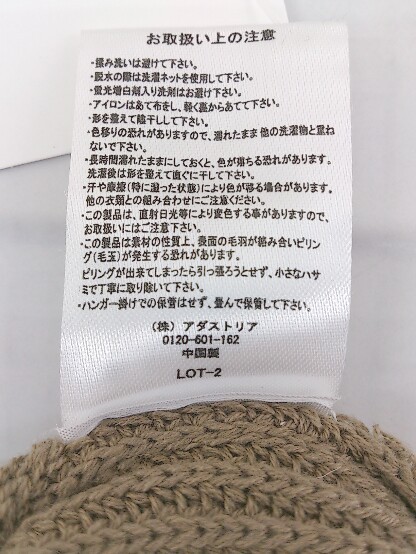 お取扱い上の注意
・揉み洗いは避けて下さい。
・脱水の際は洗濯ネットを使用して下さい。
・蛍光増白剤入り洗剤はお避け下さい。
・アイロンはあて布をし、軽く裏からあてて下さい。
・形を整えて陰干しして下さい。
・色移りの恐れがありますので、濡れたまま他の洗濯物と重ね
ないで下さい。
・長時間濡れたままにしておくと、色が落ちる恐れがあります。
洗濯後は形を整えて直ぐに干して下さい。
・汗や摩擦(特に湿った状態)により色が移る場合があります。
他の衣類との組み合わせにご注意ください。
・この製品は、直射日光等により変色する事がありますので、
お取扱いにはご注意下さい。
・この製品は素材の性質上、表面の毛羽が絡み合いピリン
グ(毛玉)が発生する恐れがあります。
ピリングが出来てしまったら引っ張ろうとせず、小さなハサ
ミで丁寧に取り除いて下さい。
・ハンガー掛けでの保管はせず、畳んで保管して下さい。
(株)アダストリア
0120-601-162
中国製
LOT-2